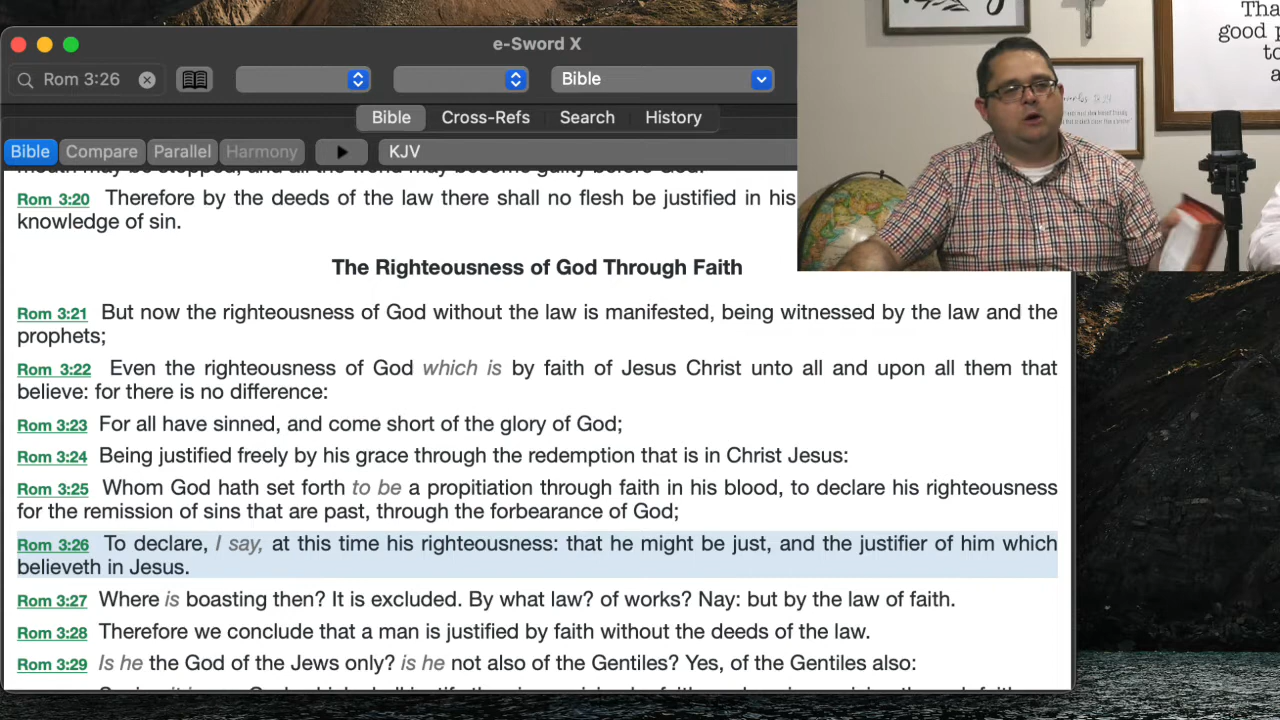 e-Sword X
Rom 3:26
Bible
Bible Cross-Refs Search History
Bible Compare Parallel Harmony KJV
Rom 3:20 Therefore by the deeds of the law there shall no flesh be justified in his
knowledge of sin.
The Righteousness of God Through Faith
Rom 3:21 But now the righteousness of God without the law is manifested, being witnessed by the law and the
prophets;
Rom 3:22 Even the righteousness of God which is by faith of Jesus Christ unto all and upon all them that
believe: for there is no difference:
Rom 3:23 For all have sinned, and come short of the glory of God;
Rom 3:24 Being justified freely by his grace through the redemption that is in Christ Jesus:
Rom 3:25 Whom God hath set forth to be a propitiation through faith in his blood, to declare his righteousness
for the remission of sins that are past, through the forbearance of God;
Rom 3:26 To declare, I say, at this time his righteousness: that he might be just, and the justifier of him which
believeth in Jesus.
Rom 3:27 Where is boasting then? It is excluded. By what law? of works? Nay: but by the law of faith.
Rom 3:28 Therefore we conclude that a man is justified by faith without the deeds of the law.
Rom 3:29 Is he the God of the Jews only? is he not also of the Gentiles? Yes, of the Gentiles also:
Tha
good p
to
a